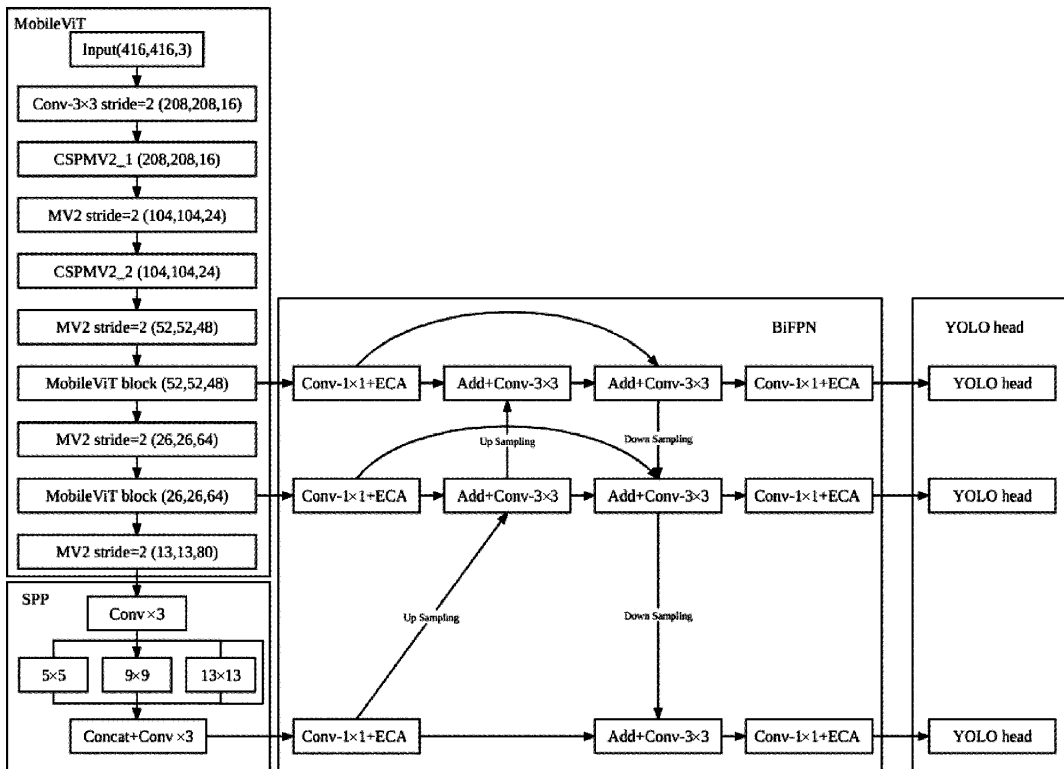 MobileViT
Input(416,416,3)
Conv-3×3 stride=2 (208,208,16)
CSPMV2_1 (208,208,16)
MV2 stride=2 (104,104,24)
CSPMV2_2 (104,104,24)
MV2 stride=2 (52,52,48)
MobileViT block (52,52,48)
MV2 stride=2 (26,26,64)
MobileViT block (26,26,64)
MV2 stride=2 (13,13,80)
SPP
Conv×3
5×5
9×9
13×13
Concat+Conv×3
BiFPN
Conv-1×1+ECA
Add+Conv-3×3
Add+Conv-3×3
Conv-1×1+ECA
Up Sampling
Down Sampling
Conv-1×1+ECA
Add+Conv-3×3
Add+Conv-3×3
Conv-1×1+ECA
Up Sampling
Down Sampling
Conv-1×1+ECA
Add+Conv-3×3
Conv-1×1+ECA
YOLO head
YOLO head
YOLO head
YOLO head